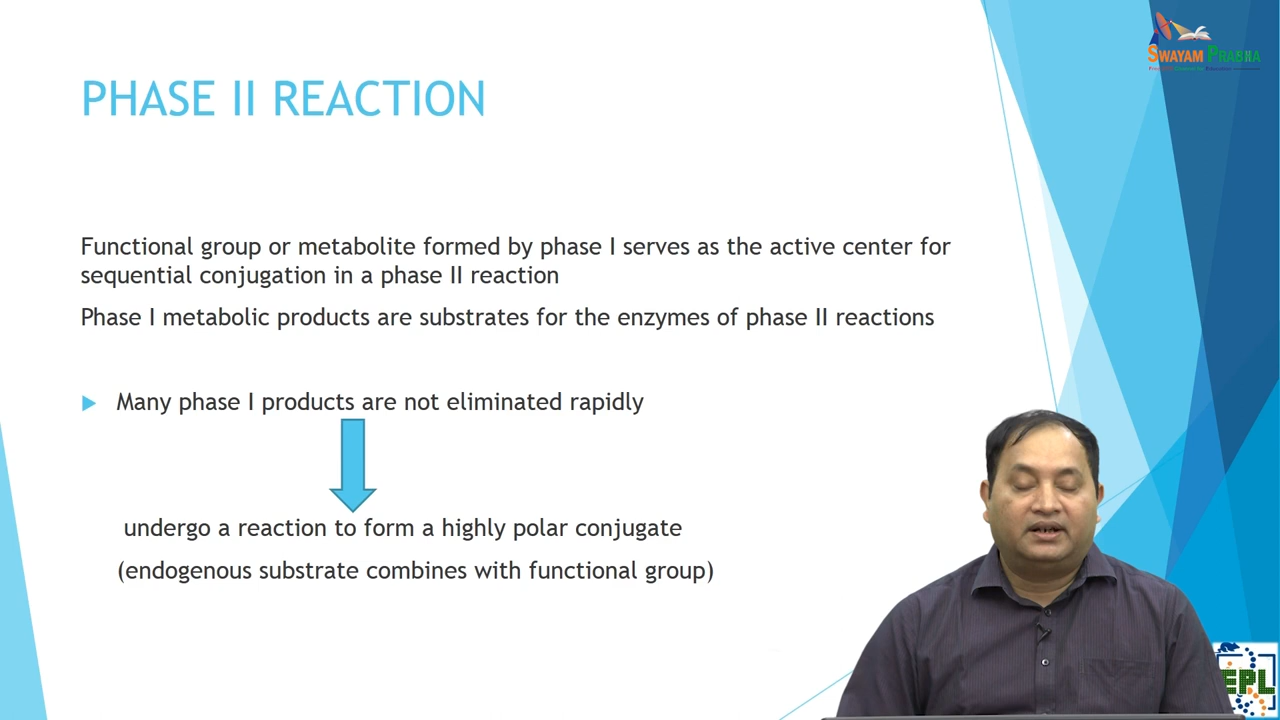 SWAYAM PRABHA
PHASE II REACTION
Functional group or metabolite formed by phase I serves as the active center for
sequential conjugation in a phase II reaction
Phase I metabolic products are substrates for the enzymes of phase II reactions
Many phase I products are not eliminated rapidly
undergo a reaction to form a highly polar conjugate
(endogenous substrate combines with functional group)
EPL